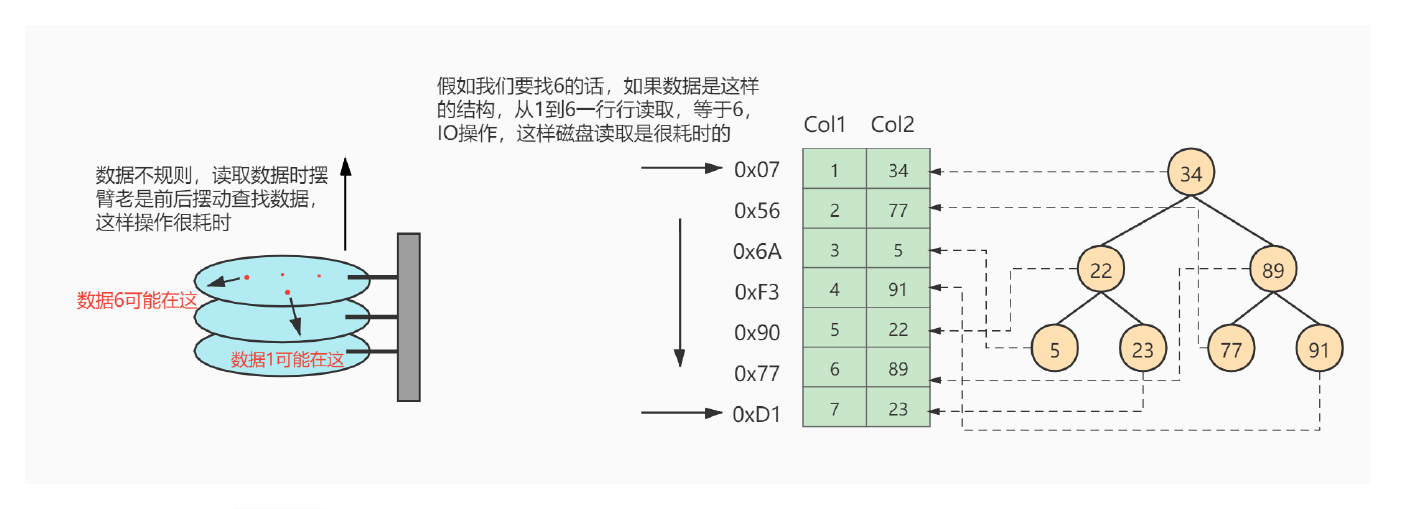 假如我们要找6的话，如果数据是这样
的结构，从1到6一行行读取，等于6，
IO操作，这样磁盘读取是很耗时的
数据不规则，读取数据时摆
臂老是前后摆动查找数据，
这样操作很耗时
数据6可能在这
数据1可能在这
Col1 Col2
0x07 1 34
0x56 2 77
0x6A 3 5
0xF3 4 91
0x90 5 22
0x77 6 89
0xD1 7 23
34
22 89
5 23 77 91